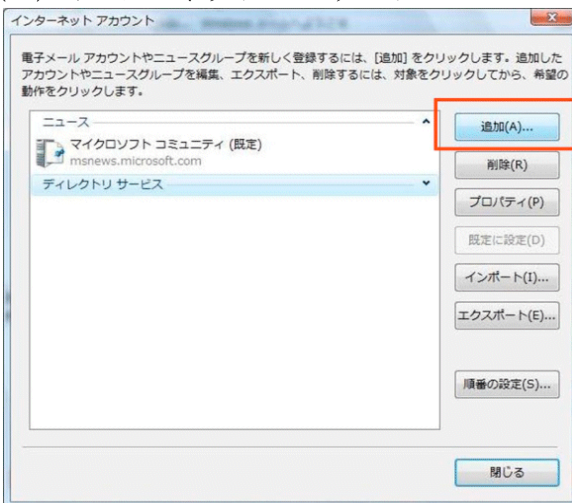 インターネット アカウント
電子メール アカウントやニュースグループを新しく登録するには、[追加] をクリックします。追加した
アカウントやニュースグループを編集、エクスポート、削除するには、対象をクリックしてから、希望の
動作をクリックします。
ニュース
マイクロソフト コミュニティ (既定)
msnews.microsoft.com
ディレクトリ サービス
追加(A)...
削除(R)
プロパティ(P)
既定に設定(D)
インポート(I)...
エクスポート(E)...
順番の設定(S)...
閉じる